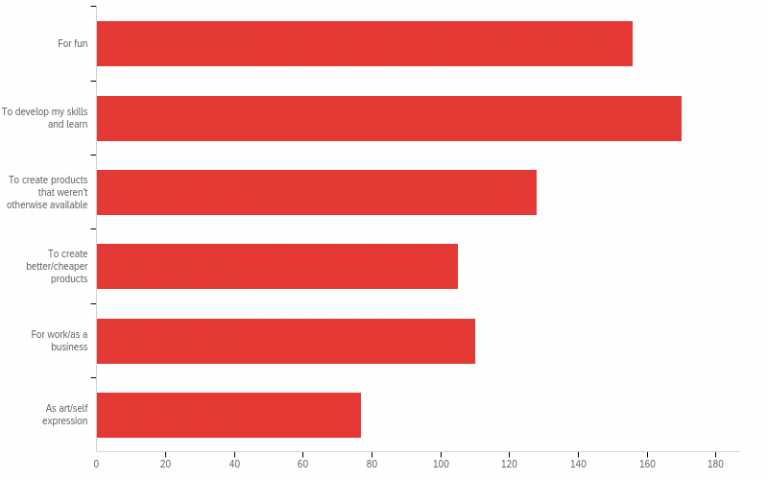 For fun
To develop my skills
and learn
To create products
that weren't
otherwise available
To create
better/cheaper
products
For work/as a
business
As art/self
expression
0 20 40 60 80 100 120 140 160 180